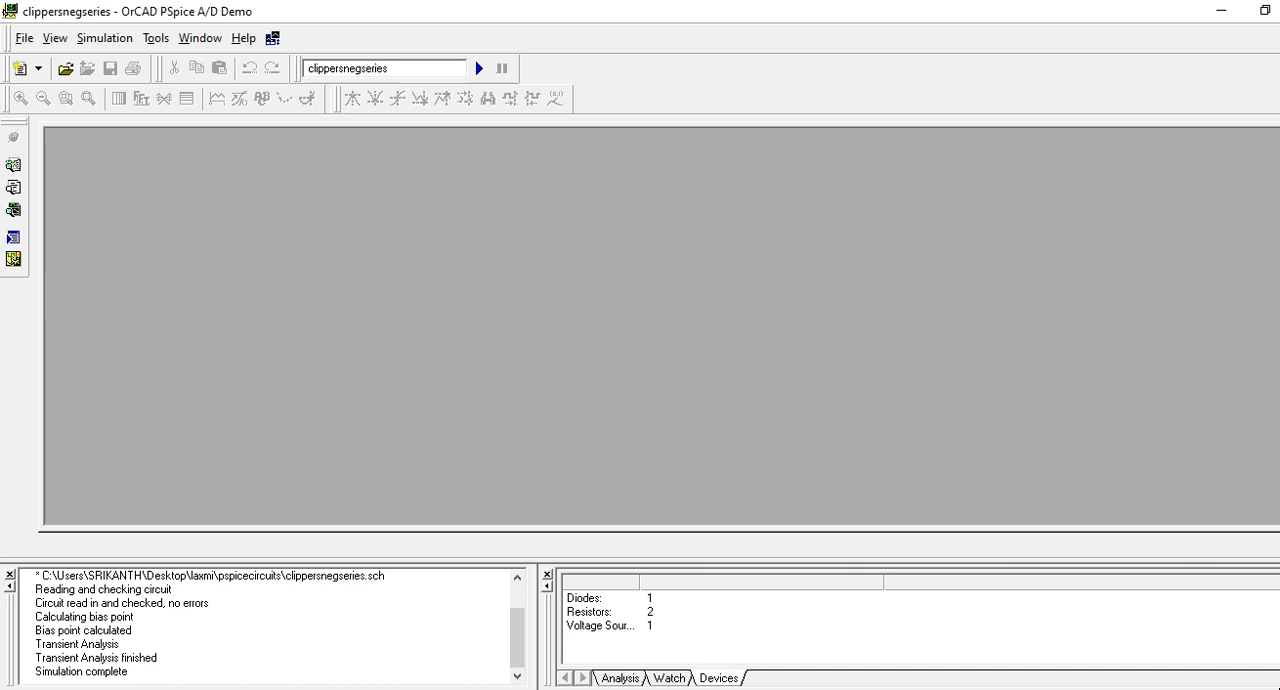 clippersnegseries - OrCAD PSpice A/D Demo
File View Simulation Tools Window Help
clippersnegseries
* C:\Users\SRIKANTH\Desktop\laxmi\pspicecircuits\clippersnegseries.sch
Reading and checking circuit
Circuit read in and checked, no errors
Calculating bias point
Bias point calculated
Transient Analysis
Transient Analysis finished
Simulation complete
Diodes: 1
Resistors: 2
Voltage Sour... 1
Analysis Watch Devices